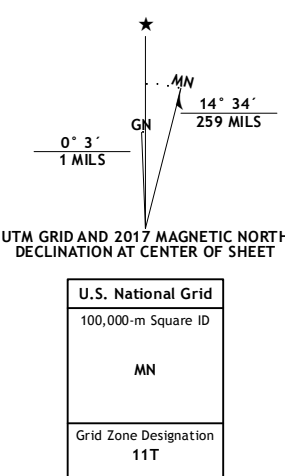 MN
14° 34´
259 MILS
GN
0° 3´
1 MILS
UTM GRID AND 2017 MAGNETIC NORTH
DECLINATION AT CENTER OF SHEET
U.S. National Grid
100,000-m Square ID
MN
Grid Zone Designation
11T